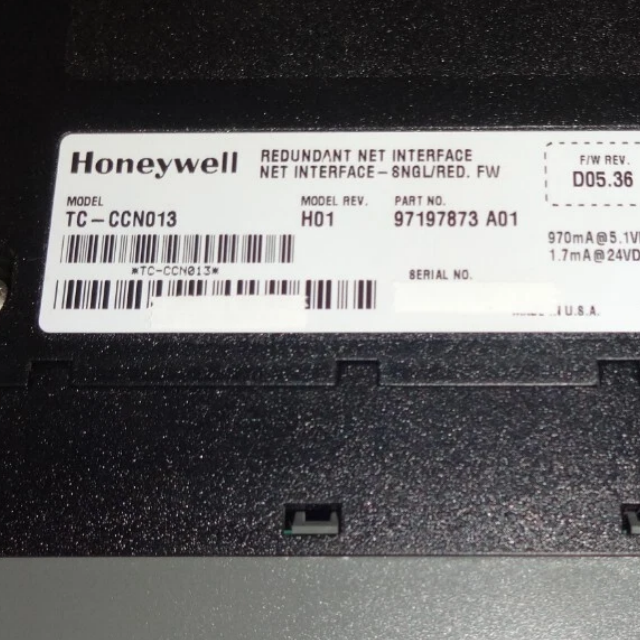 Honeywell
REDUNDANT NET INTERFACE
NET INTERFACE-SNGL/RED. FW
F/W REV.
D05.36
MODEL
TC-CCN013
MODEL REV.
H01
PART NO.
97197873 A01
970mA@5.1V
1.7mA@24VD
*TC-CCN013*
SERIAL NO.
U.S.A.